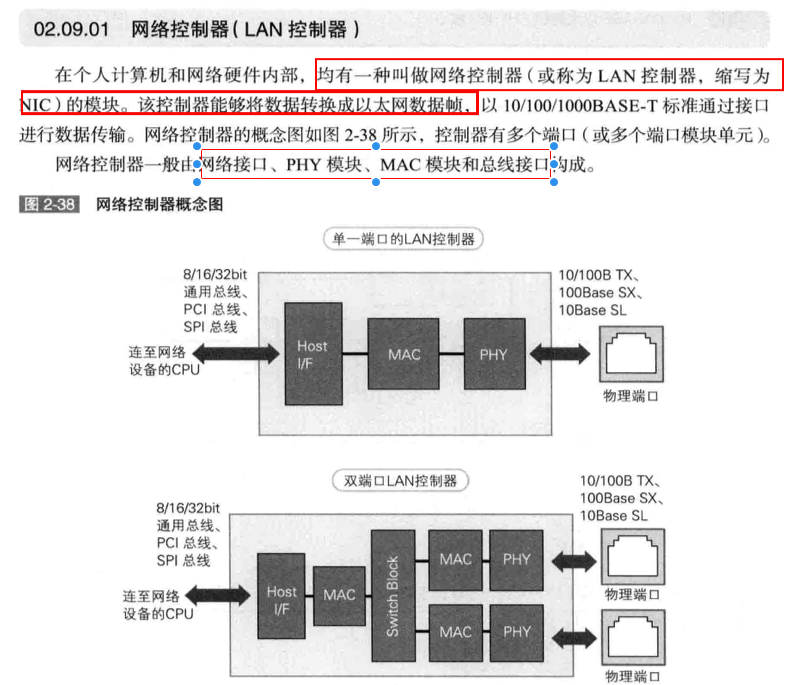 02.09.01 网络控制器（LAN 控制器）
在个人计算机和网络硬件内部，均有一种叫做网络控制器（或称为 LAN 控制器，缩写为
NIC）的模块。该控制器能够将数据转换成以太网数据帧，以 10/100/1000BASE-T 标准通过接口
进行数据传输。网络控制器的概念图如图 2-38 所示，控制器有多个端口（或多个端口模块单元）。
网络控制器一般由网络接口、PHY 模块、MAC 模块和总线接口构成。
图 2-38 网络控制器概念图
单一端口的LAN控制器
8/16/32bit
通用总线、
PCI 总线、
SPI 总线
连至网络
设备的CPU
Host
I/F
MAC
PHY
10/100B TX、
100Base SX、
10Base SL
物理端口
双端口LAN控制器
8/16/32bit
通用总线、
PCI 总线、
SPI 总线
连至网络
设备的CPU
Host
I/F
MAC
Switch Block
MAC
PHY
MAC
PHY
10/100B TX、
100Base SX、
10Base SL
物理端口
物理端口